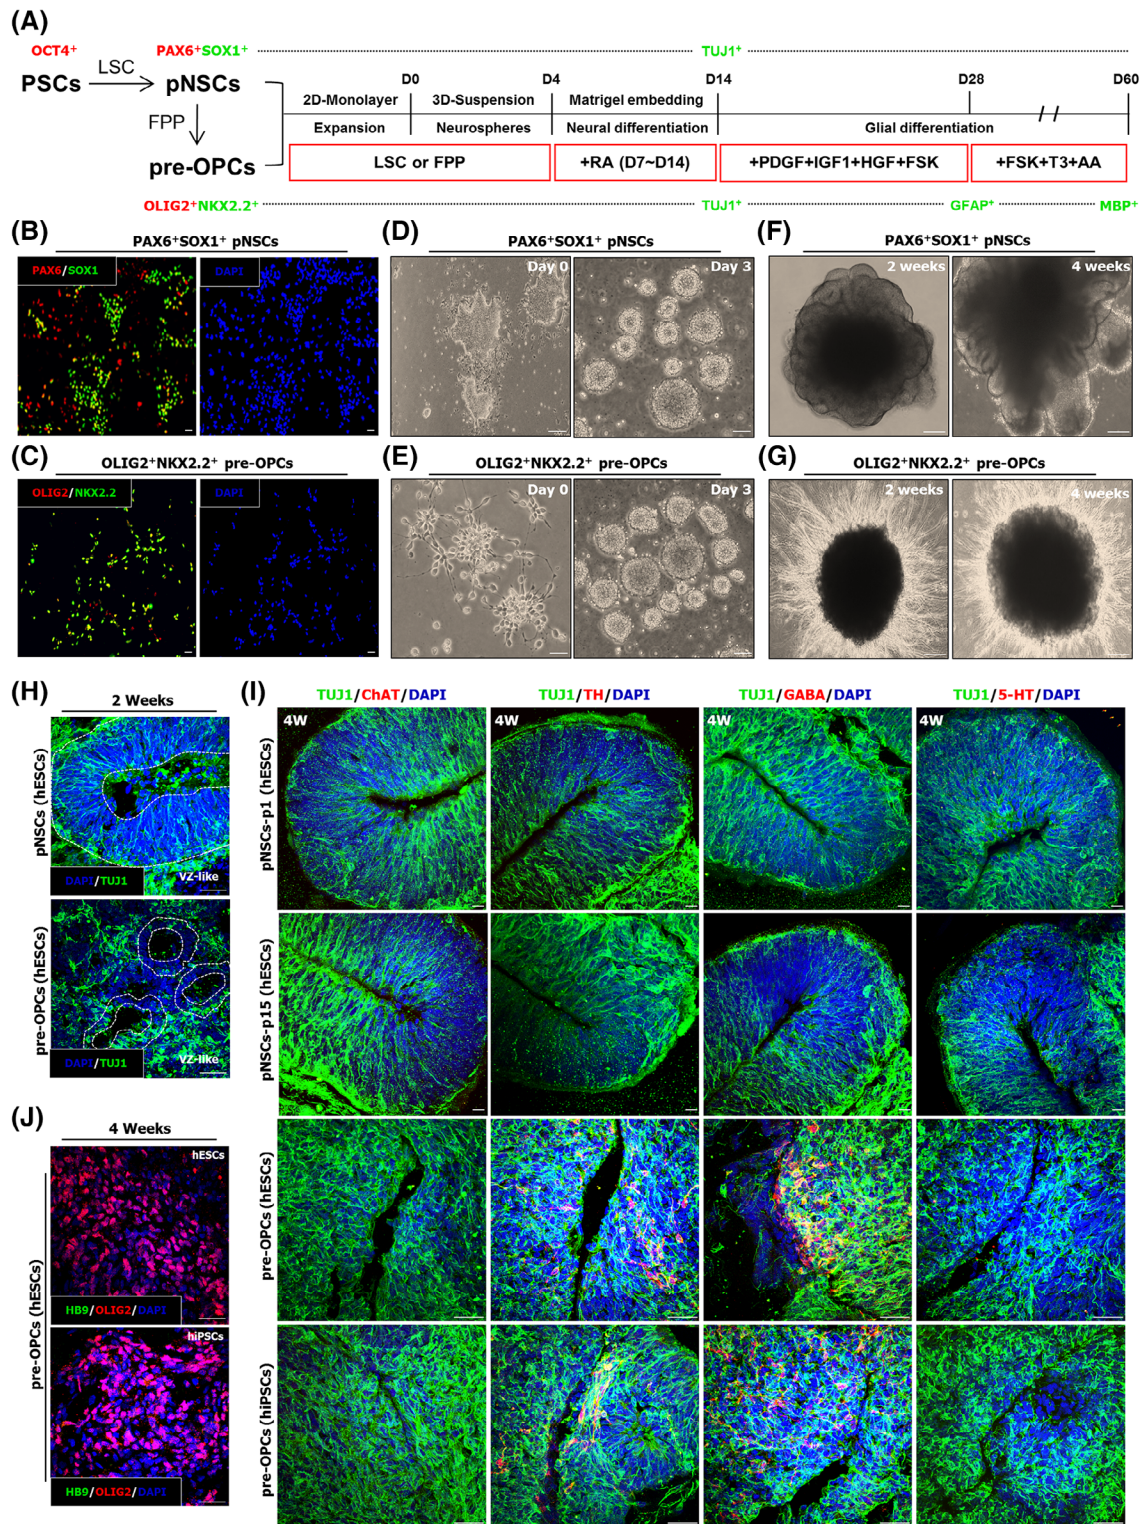 (A)
OCT4+ PAX6+SOX1+ TUJ1+
PSCs LSC pNSCs D0 D4 D14 D28 D60
2D-Monolayer 3D-Suspension Matrigel embedding
FPP Expansion Neurospheres Neural differentiation Glial differentiation
pre-OPCs LSC or FPP +RA (D7~D14) +PDGF+IGF1+HGF+FSK +FSK+T3+AA
OLIG2+NKX2.2+ TUJ1+ GFAP+ MBP+
(B) PAX6+SOX1+ pNSCs
PAX6/SOX1 DAPI
(D) PAX6+SOX1+ pNSCs
Day 0 Day 3
(F) PAX6+SOX1+ pNSCs
2 weeks 4 weeks
(C) OLIG2+NKX2.2+ pre-OPCs
OLIG2/NKX2.2 DAPI
(E) OLIG2+NKX2.2+ pre-OPCs
Day 0 Day 3
(G) OLIG2+NKX2.2+ pre-OPCs
2 weeks 4 weeks
(H) 2 Weeks
pNSCs (hESCs)
DAPI/TUJ1 VZ-like
pre-OPCs (hESCs)
DAPI/TUJ1 VZ-like
(I) TUJ1/ChAT/DAPI TUJ1/TH/DAPI TUJ1/GABA/DAPI TUJ1/5-HT/DAPI
pNSCs-p1 (hESCs)
4W 4W 4W 4W
pNSCs-p15 (hESCs)
pre-OPCs (hESCs)
pre-OPCs (hiPSCs)
(J) 4 Weeks
pre-OPCs (hESCs)
hESCs
HB9/OLIG2/DAPI
hiPSCs
HB9/OLIG2/DAPI